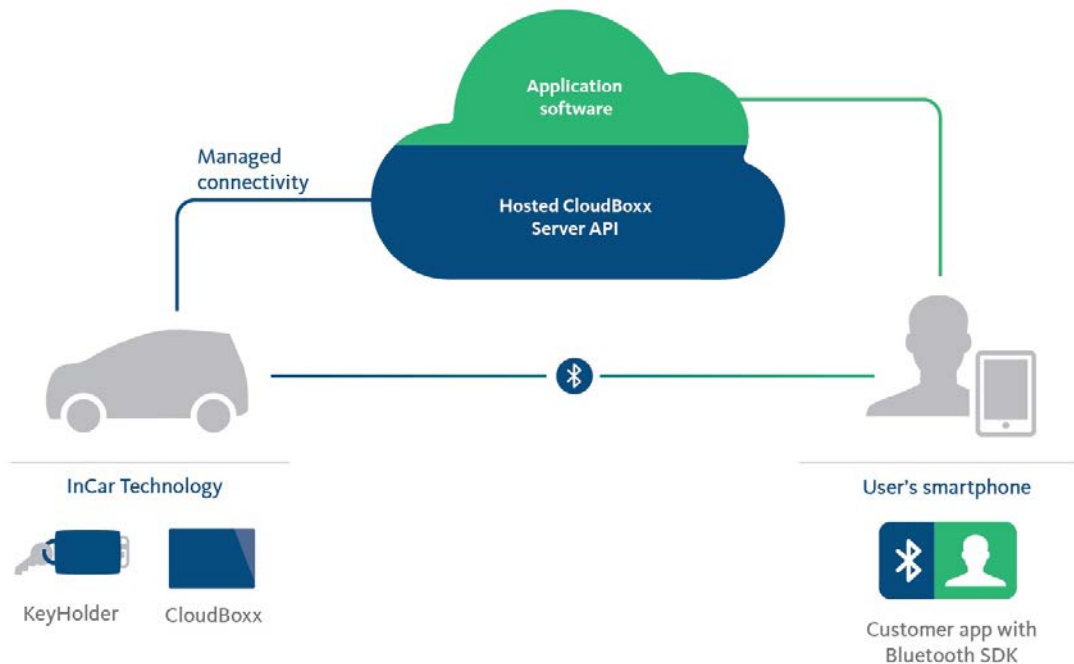 Application
software
Managed
connectivity
Hosted CloudBoxx
Server API
InCar Technology
User's smartphone
KeyHolder
CloudBoxx
Customer app with
Bluetooth SDK